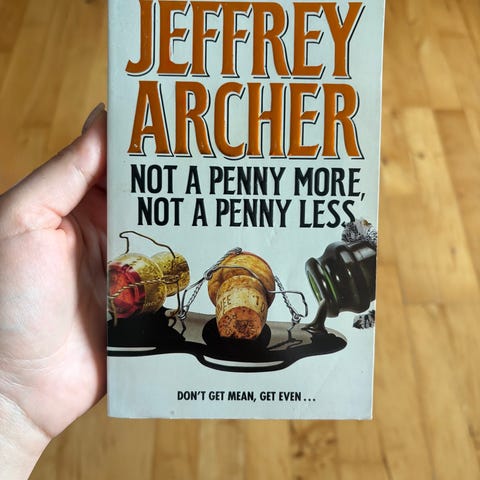 JEFFREY
ARCHER
NOT A PENNY MORE,
NOT A PENNY LESS
DON'T GET MEAN, GET EVEN...